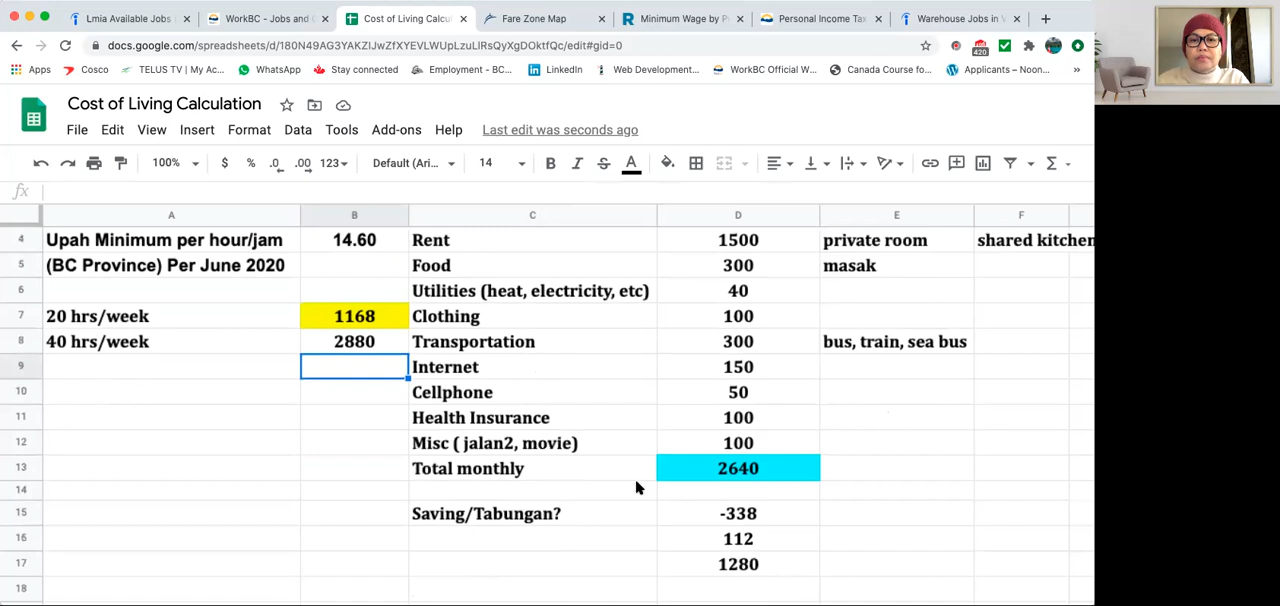 Lmia Available Jobs
WorkBC - Jobs and
Cost of Living Calcul
Fare Zone Map
Minimum Wage by P
Personal Income Tax
Warehouse Jobs in V
docs.google.com/spreadsheets/d/180N49AG3YAKZIJwZfXYEVLWUpLzuLIRsQyXgDOktfQc/edit#gid=0
420
Apps
Cosco
TELUS TV | My Ac...
WhatsApp
Stay connected
Employment - BC...
LinkedIn
Web Development...
WorkBC Official W...
Canada Course fo...
Applicants – Noon...
Cost of Living Calculation
File Edit View Insert Format Data Tools Add-ons Help Last edit was seconds ago
100% $ % .0 .00 123 Default (Ari... 14 B I S A
fx
A B C D E F
4 Upah Minimum per hour/jam 14.60 Rent 1500 private room shared kitchen
5 (BC Province) Per June 2020 Food 300 masak
6 Utilities (heat, electricity, etc) 40
7 20 hrs/week 1168 Clothing 100
8 40 hrs/week 2880 Transportation 300 bus, train, sea bus
9 Internet 150
10 Cellphone 50
11 Health Insurance 100
12 Misc ( jalan2, movie) 100
13 Total monthly 2640
14
15 Saving/Tabungan? -338
16 112
17 1280
18